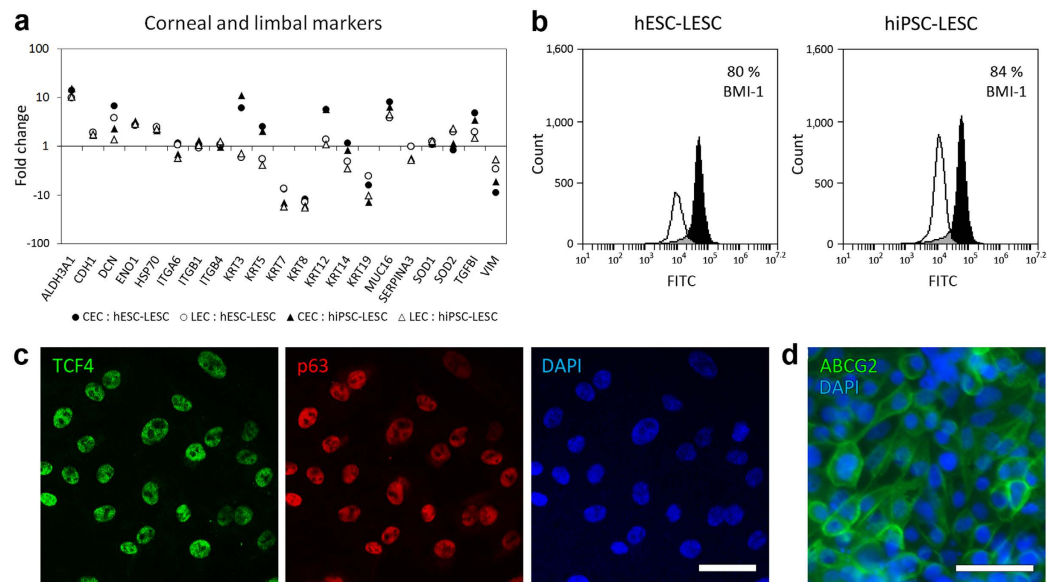 a
Corneal and limbal markers
Fold change
100
10
1
-10
-100
ALDH3A1
CDH1
DCN
ENO1
HSP70
ITGA6
ITGB1
ITGB4
KRT3
KRT5
KRT7
KRT8
KRT12
KRT14
KRT19
MUC16
SERPINA3
SOD1
SOD2
TGFBI
VIM
● CEC : hESC-LESC ○ LEC : hESC-LESC ▲ CEC : hiPSC-LESC △ LEC : hiPSC-LESC
b
hESC-LESC
80 %
BMI-1
Count
1,600
1,000
500
0
10¹ 10² 10³ 10⁴ 10⁵ 10⁶ 10⁷·²
FITC
hiPSC-LESC
84 %
BMI-1
Count
1,600
1,000
500
0
10¹ 10² 10³ 10⁴ 10⁵ 10⁶ 10⁷·²
FITC
c
TCF4
p63
DAPI
d
ABCG2
DAPI